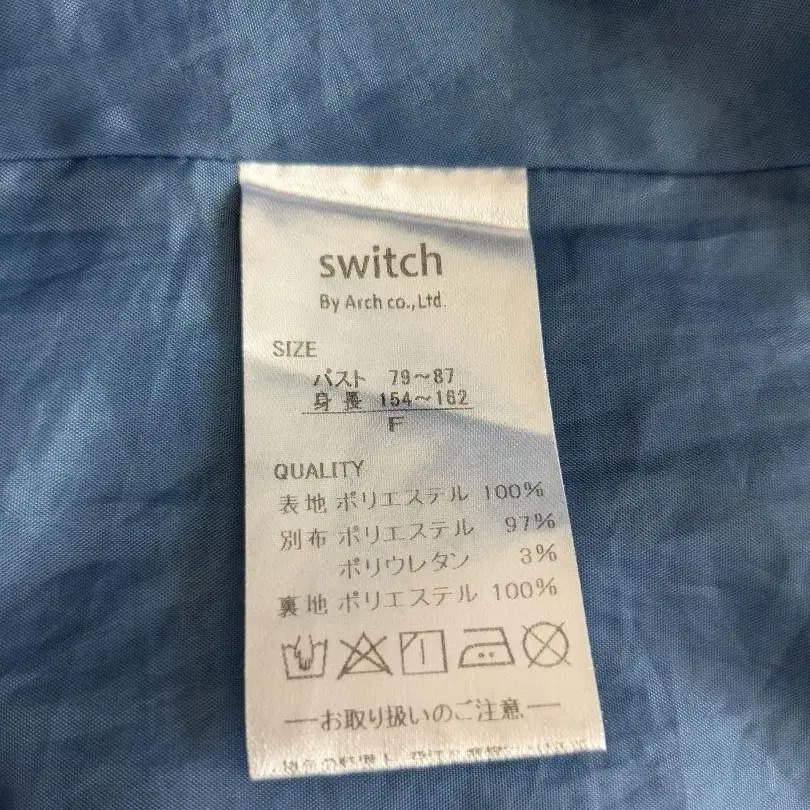 switch
By Arch co.,Ltd.
SIZE
バスト 79～87
身長 154～162
F
QUALITY
表地 ポリエステル 100%
別布 ポリエステル 97%
ポリウレタン 3%
裏地 ポリエステル 100%
―お取り扱いのご注意―